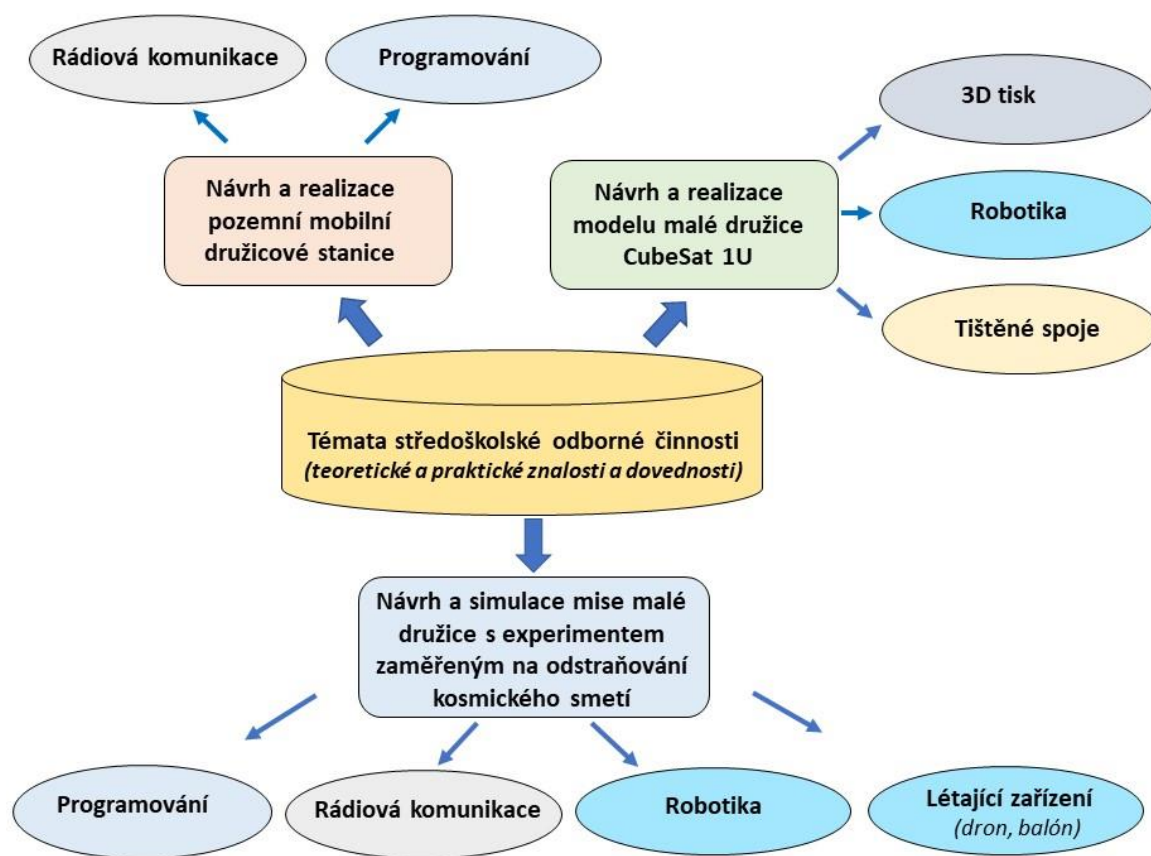 Rádiová komunikace
Programování
3D tisk
Návrh a realizace
pozemní mobilní
družicové stanice
Návrh a realizace
modelu malé družice
CubeSat 1U
Robotika
Tištěné spoje
Témata středoškolské odborné činnosti
(teoretické a praktické znalosti a dovednosti)
Návrh a simulace mise malé
družice s experimentem
zaměřeným na odstraňování
kosmického smetí
Programování
Rádiová komunikace
Robotika
Létající zařízení
(dron, balón)